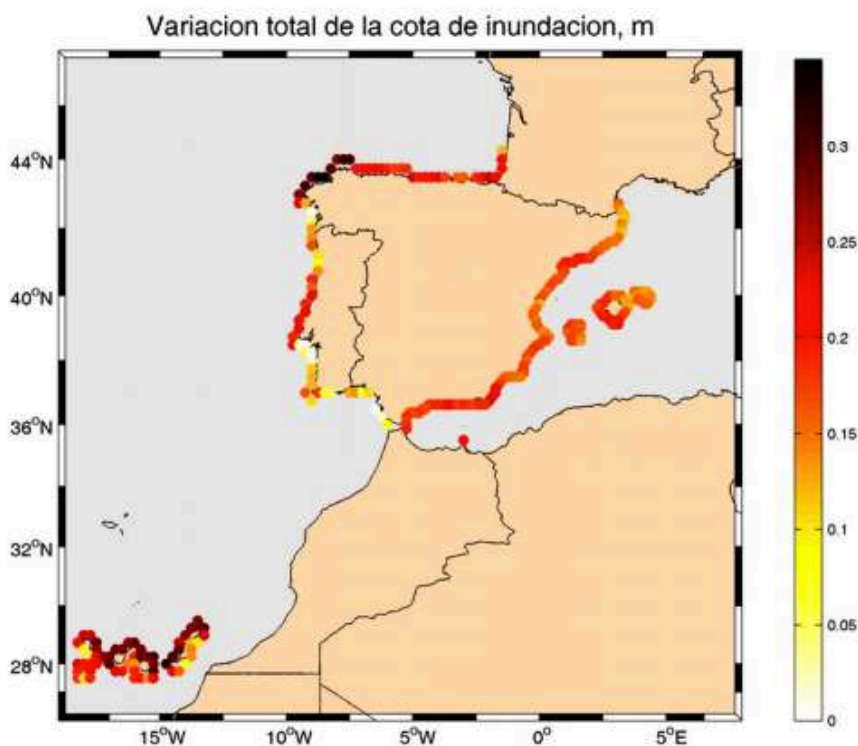 Variacion total de la cota de inundacion, m
44°N
40°N
36°N
32°N
28°N
15°W
10°W
5°W
0°
5°E
0.3
0.25
0.2
0.15
0.1
0.05
0